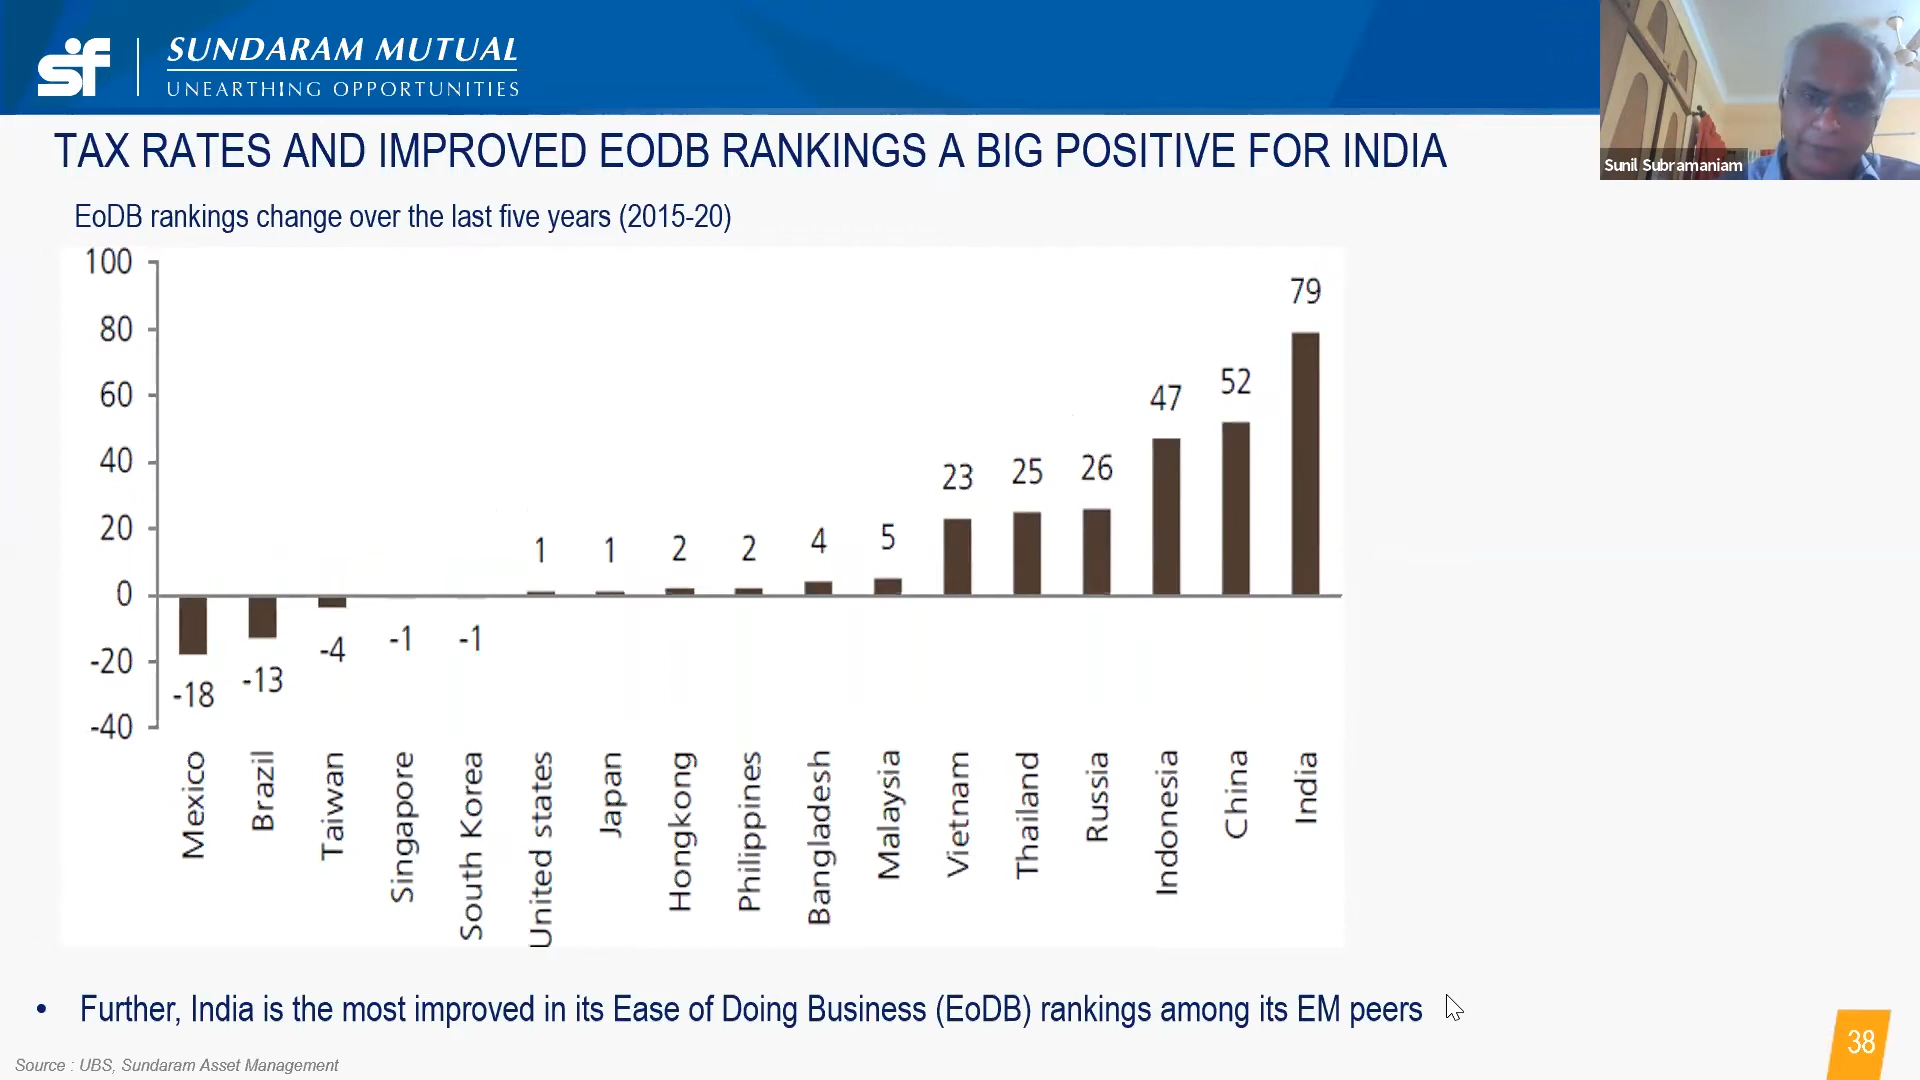 sf
SUNDARAM MUTUAL
UNEARTHING OPPORTUNITIES
Sunil Subramaniam
TAX RATES AND IMPROVED EODB RANKINGS A BIG POSITIVE FOR INDIA
EoDB rankings change over the last five years (2015-20)
100
80
60
40
20
0
-20
-40
-18
-13
-4
-1
-1
1
1
2
2
4
5
23
25
26
47
52
79
Mexico
Brazil
Taiwan
Singapore
South Korea
United states
Japan
Hongkong
Philippines
Bangladesh
Malaysia
Vietnam
Thailand
Russia
Indonesia
China
India
• Further, India is the most improved in its Ease of Doing Business (EoDB) rankings among its EM peers
Source : UBS, Sundaram Asset Management
38